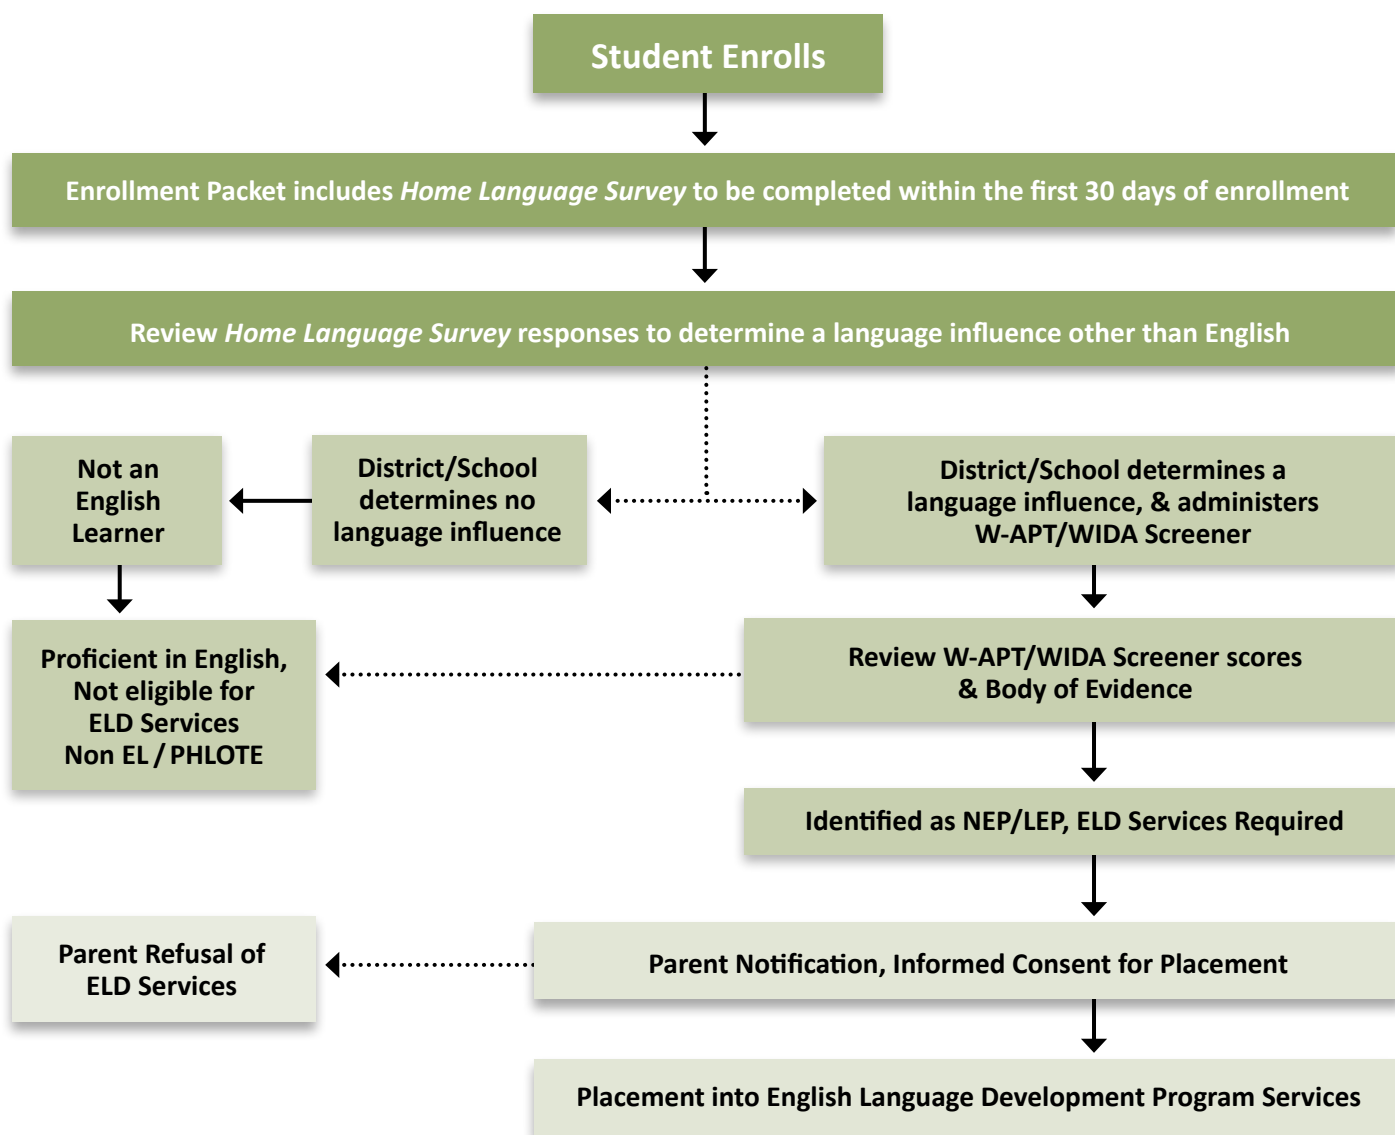 Student Enrolls
Enrollment Packet includes Home Language Survey to be completed within the first 30 days of enrollment
Review Home Language Survey responses to determine a language influence other than English
Not an
English
Learner
District/School
determines no
language influence
District/School determines a
language influence, & administers
W-APT/WIDA Screener
Proficient in English,
Not eligible for
ELD Services
Non EL / PHLOTE
Review W-APT/WIDA Screener scores
& Body of Evidence
Identified as NEP/LEP, ELD Services Required
Parent Refusal of
ELD Services
Parent Notification, Informed Consent for Placement
Placement into English Language Development Program Services